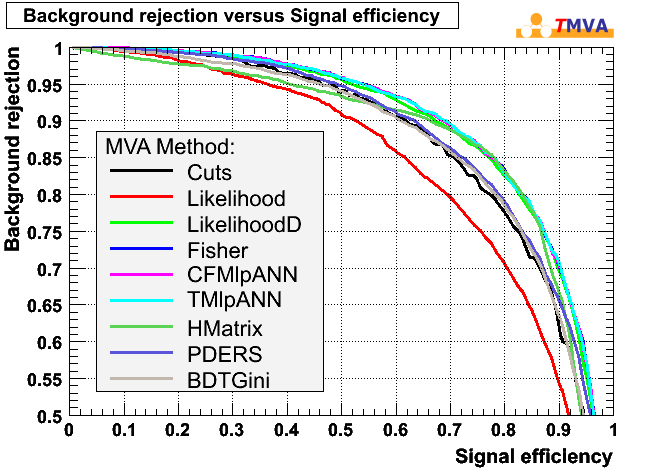 Background rejection versus Signal efficiency
TMVA
Background rejection
1
0.95
0.9
0.85
0.8
0.75
0.7
0.65
0.6
0.55
0.5
MVA Method:
Cuts
Likelihood
LikelihoodD
Fisher
CFMlpANN
TMlpANN
HMatrix
PDERS
BDTGini
0 0.1 0.2 0.3 0.4 0.5 0.6 0.7 0.8 0.9 1
Signal efficiency